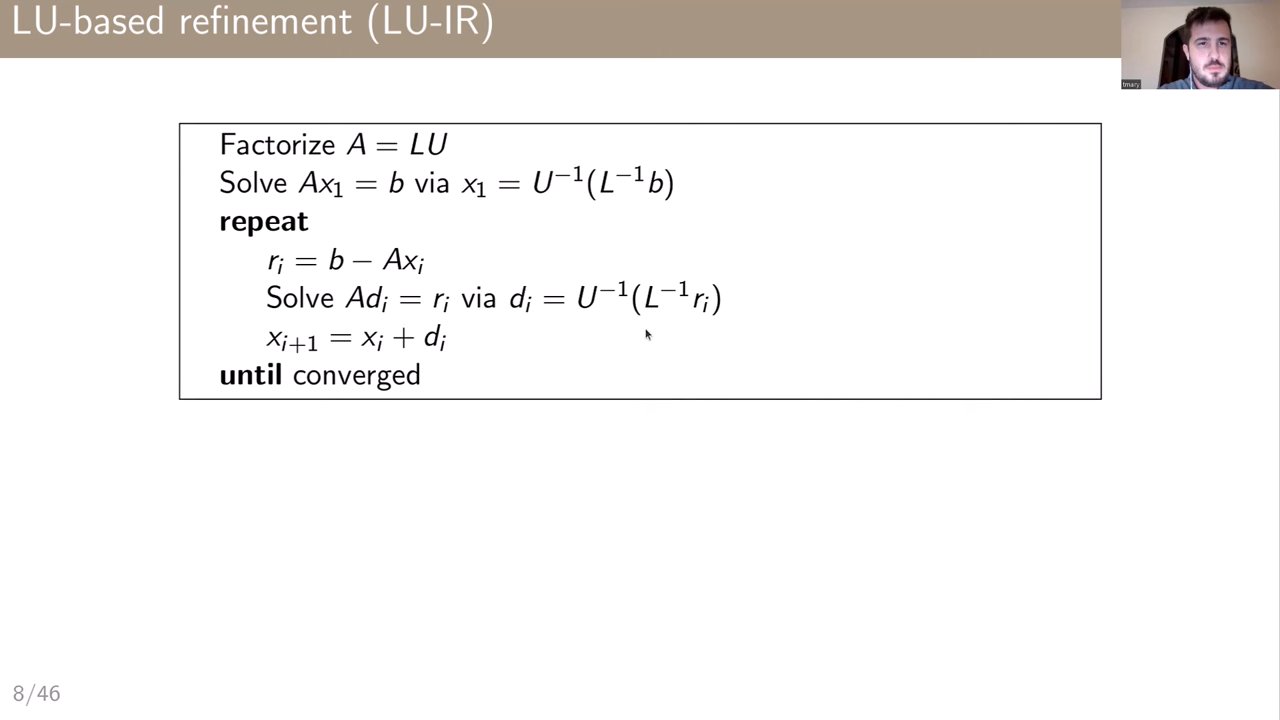 LU-based refinement (LU-IR)
tmary
Factorize A = LU
Solve Ax₁ = b via x₁ = U⁻¹(L⁻¹b)
repeat
rᵢ = b − Axᵢ
Solve Adᵢ = rᵢ via dᵢ = U⁻¹(L⁻¹rᵢ)
xᵢ₊₁ = xᵢ + dᵢ
until converged
8/46